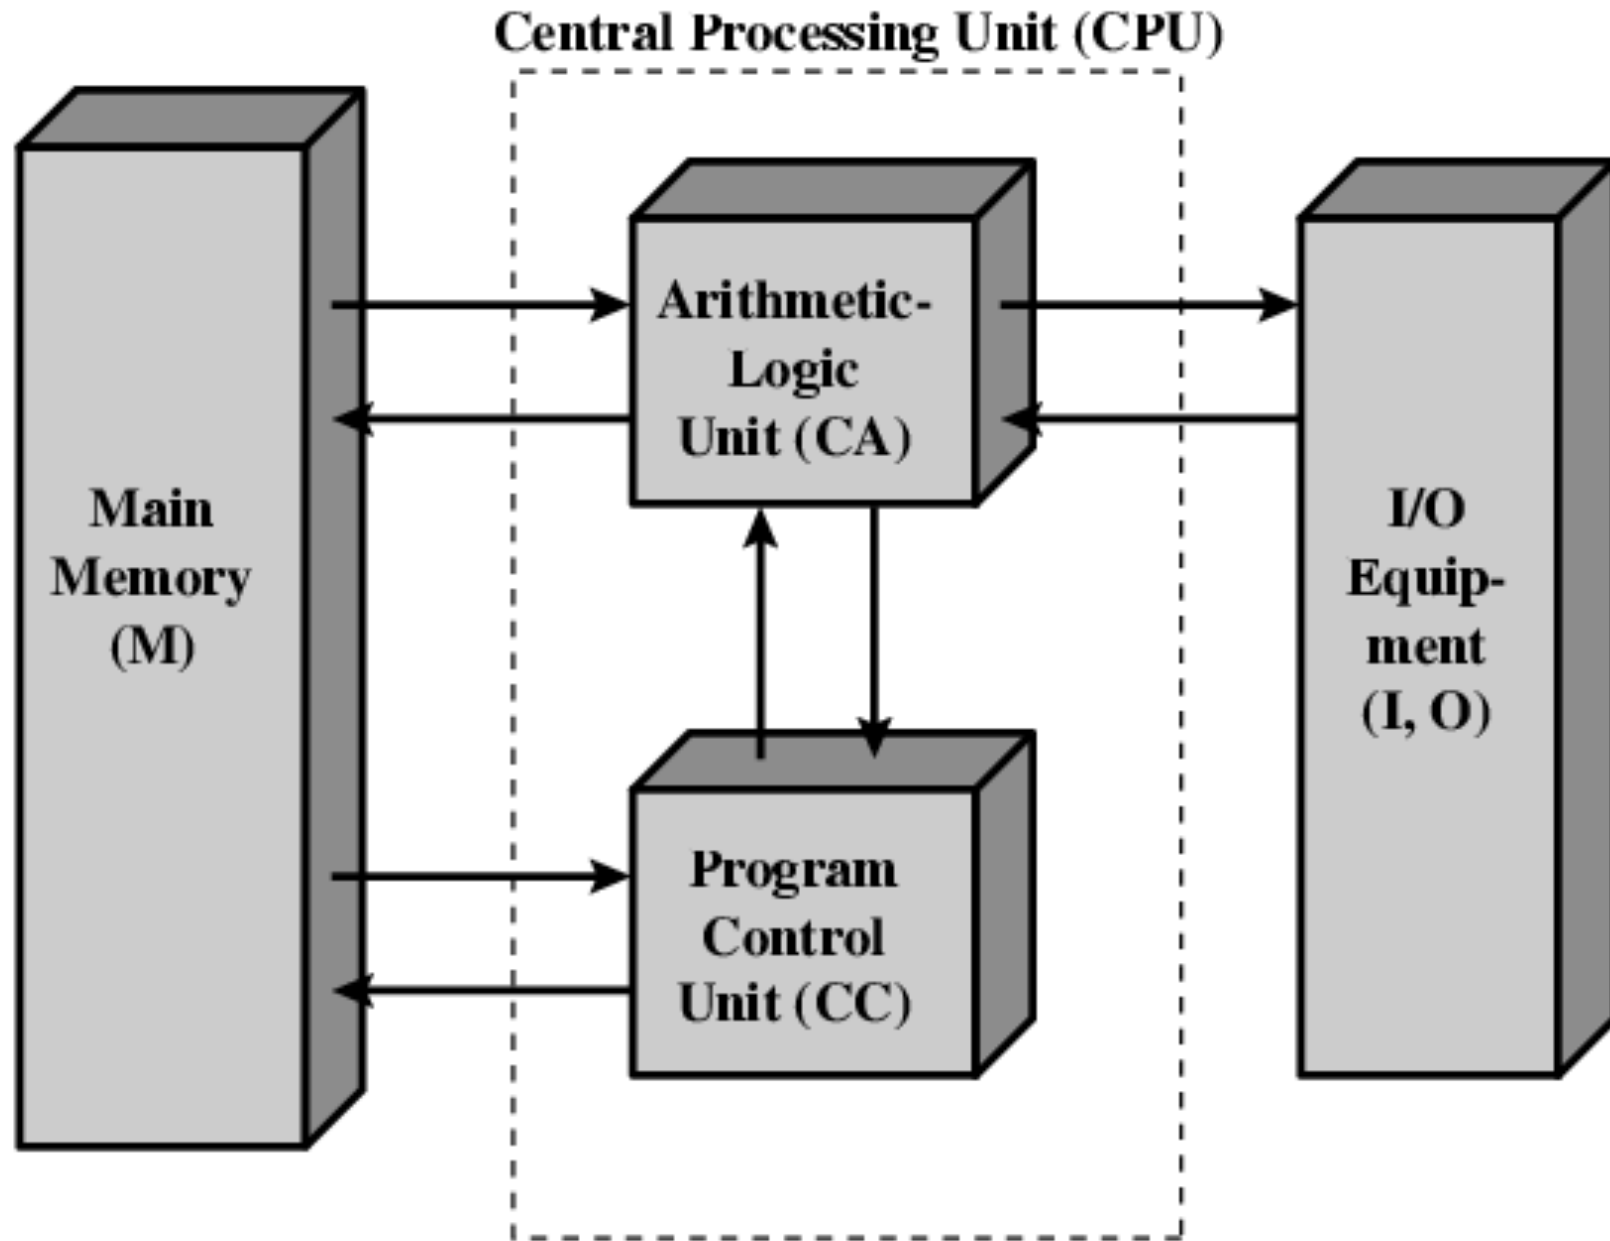 Central Processing Unit (CPU)
Main
Memory
(M)
Arithmetic-
Logic
Unit (CA)
Program
Control
Unit (CC)
I/O
Equip-
ment
(I, O)